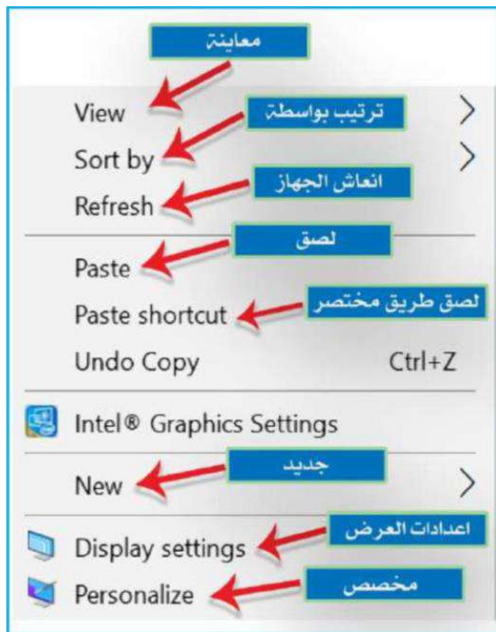 معاينة
View
ترتيب بواسطة
Sort by
انعاش الجهاز
Refresh
لصق
Paste
لصق طريق مختصر
Paste shortcut
Undo Copy Ctrl+Z
Intel® Graphics Settings
جديد
New
اعدادات العرض
Display settings
مخصص
Personalize